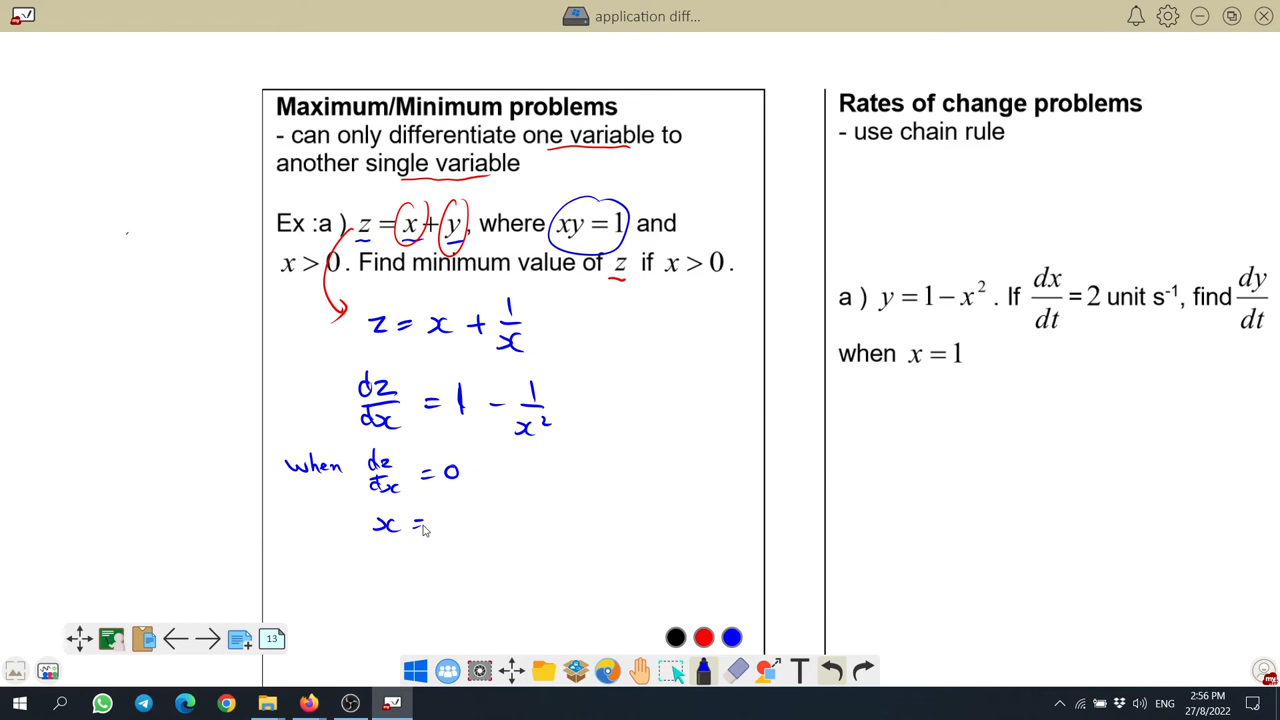 application diff...
Maximum/Minimum problems
- can only differentiate one variable to
another single variable
Ex :a ) z = x + y, where xy = 1 and
x > 0. Find minimum value of z if x > 0.
z = x + 1/x
dz/dx = 1 - 1/x²
when dz/dx = 0
x =
Rates of change problems
- use chain rule
a ) y = 1 − x². If dx/dt = 2 unit s⁻¹, find dy/dt
when x = 1
13
ENG
2:56 PM
27/8/2022